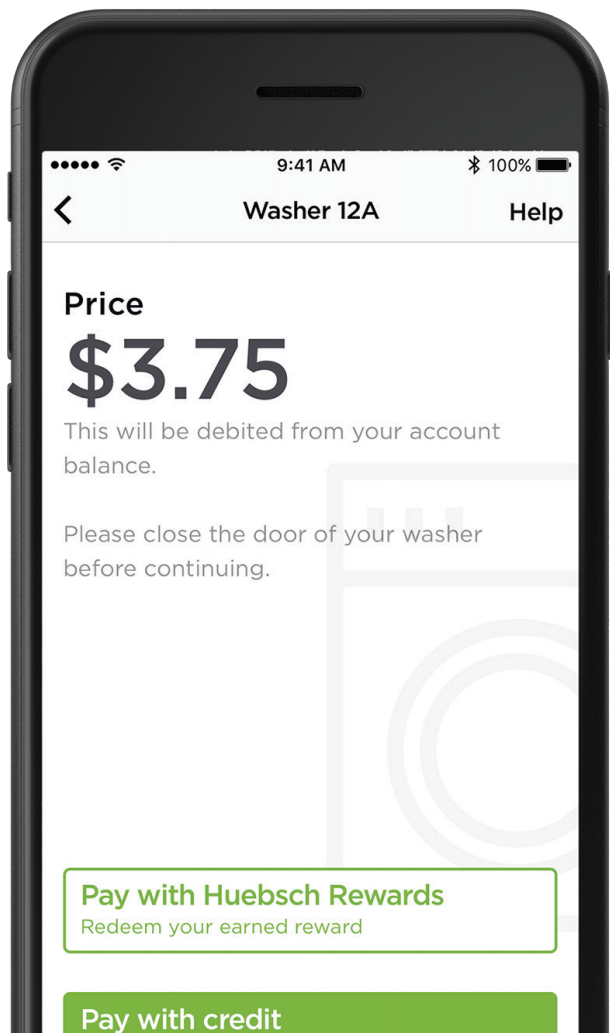 9:41 AM
100%
Washer 12A
Help
Price
$3.75
This will be debited from your account
balance.
Please close the door of your washer
before continuing.
Pay with Huebsch Rewards
Redeem your earned reward
Pay with credit